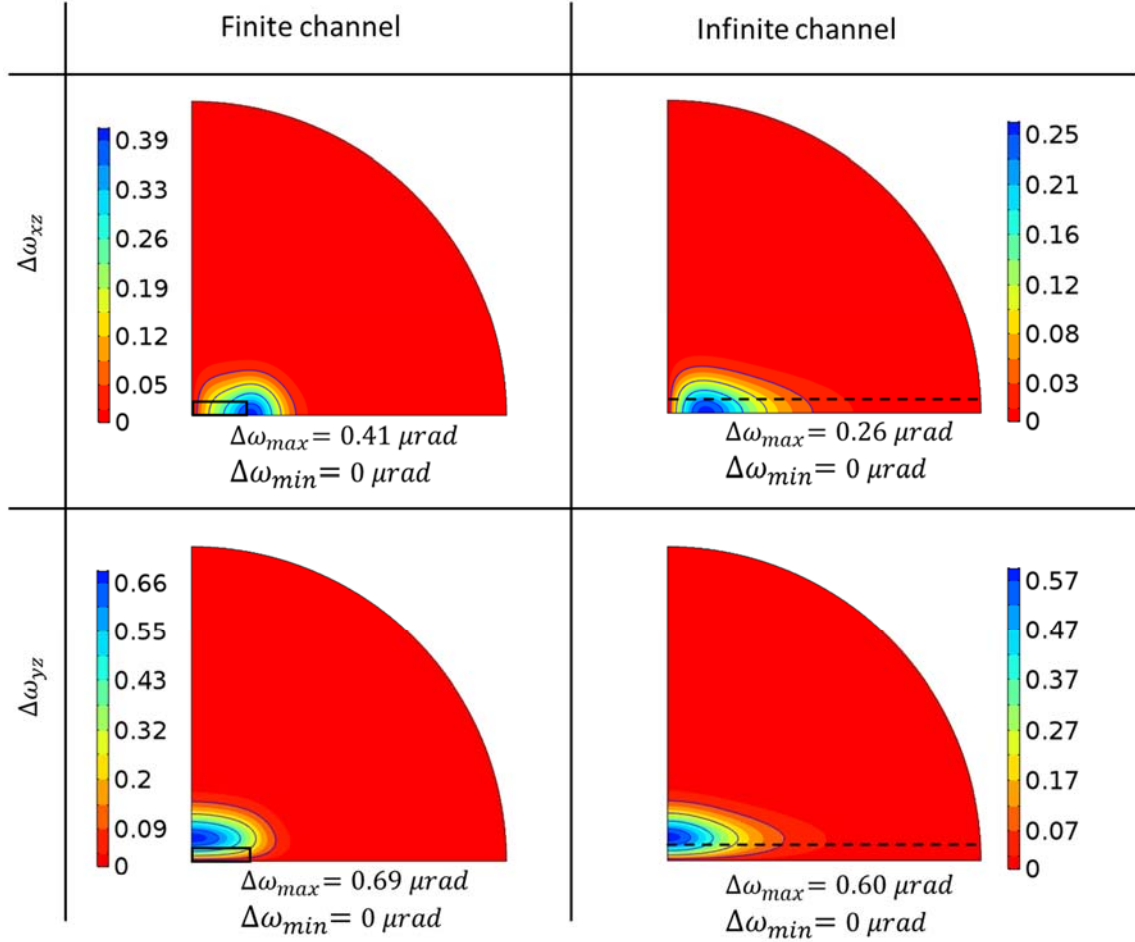 Finite channel
Infinite channel
Δω_xz
0.39
0.33
0.26
0.19
0.12
0.05
0
Δω_max = 0.41 μrad
Δω_min = 0 μrad
0.25
0.21
0.16
0.12
0.08
0.03
0
Δω_max = 0.26 μrad
Δω_min = 0 μrad
Δω_yz
0.66
0.55
0.43
0.32
0.2
0.09
0
Δω_max = 0.69 μrad
Δω_min = 0 μrad
0.57
0.47
0.37
0.27
0.17
0.07
0
Δω_max = 0.60 μrad
Δω_min = 0 μrad